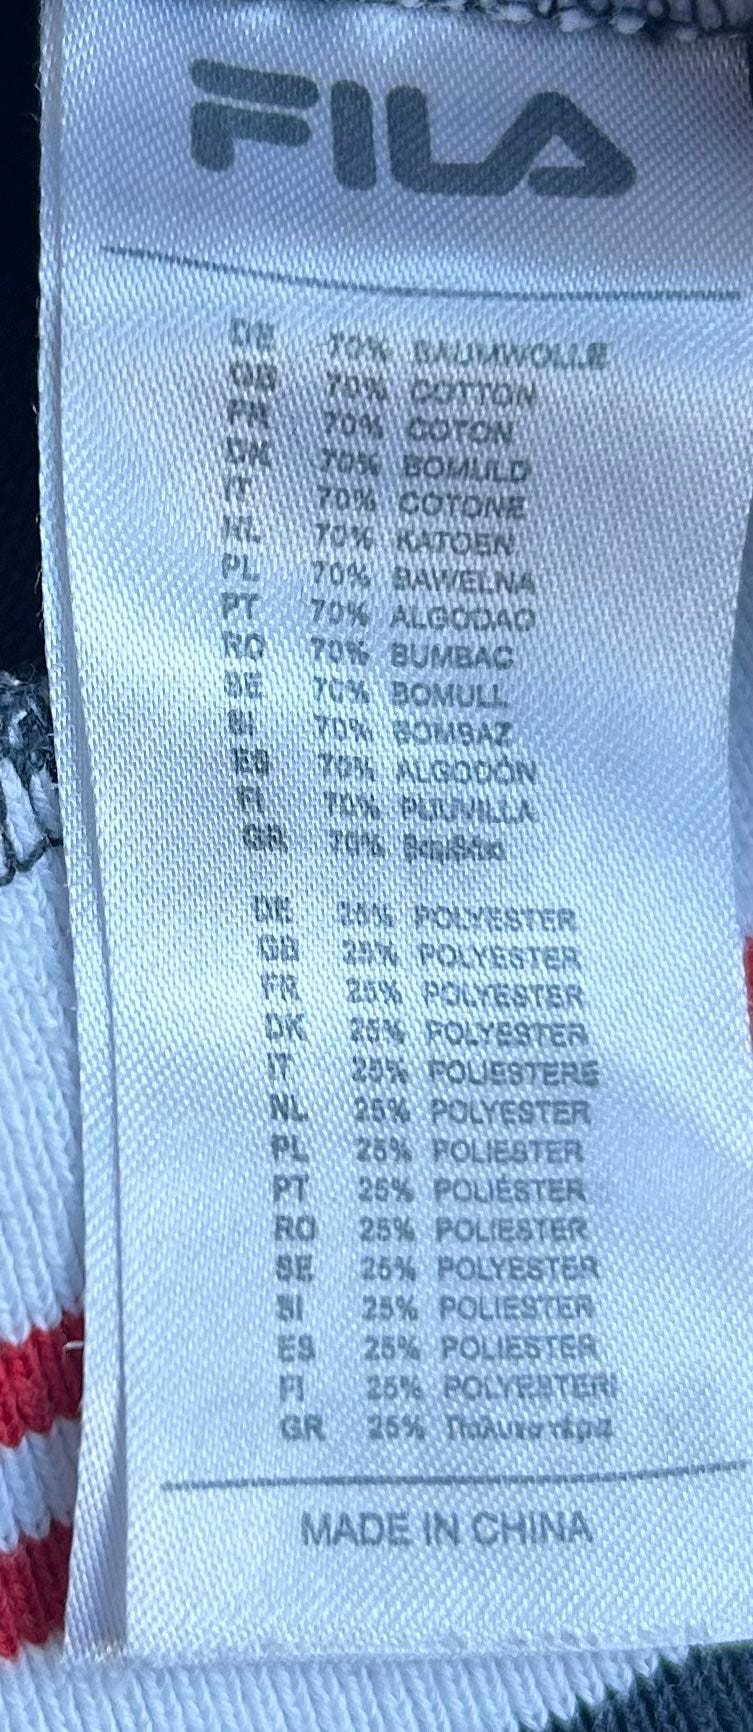 FILA
DE 70% BAUMWOLLE
GB 70% COTTON
FR 70% COTON
DK 70% BOMULD
IT 70% COTONE
NL 70% KATOEN
PL 70% BAWELNA
PT 70% ALGODAO
RO 70% BUMBAC
SE 70% BOMULL
SI 70% BOMBAZ
ES 70% ALGODÓN
FI 70% PUUVILLA
GR 70%
DE 25% POLYESTER
GB 25% POLYESTER
FR 25% POLYESTER
DK 25% POLYESTER
IT 25% POLIESTERE
NL 25% POLYESTER
PL 25% POLIESTER
PT 25% POLIÉSTER
RO 25% POLIESTER
SE 25% POLYESTER
SI 25% POLIESTER
ES 25% POLIESTER
FI 25% POLYESTERI
GR 25% Πολυεστέρα
MADE IN CHINA